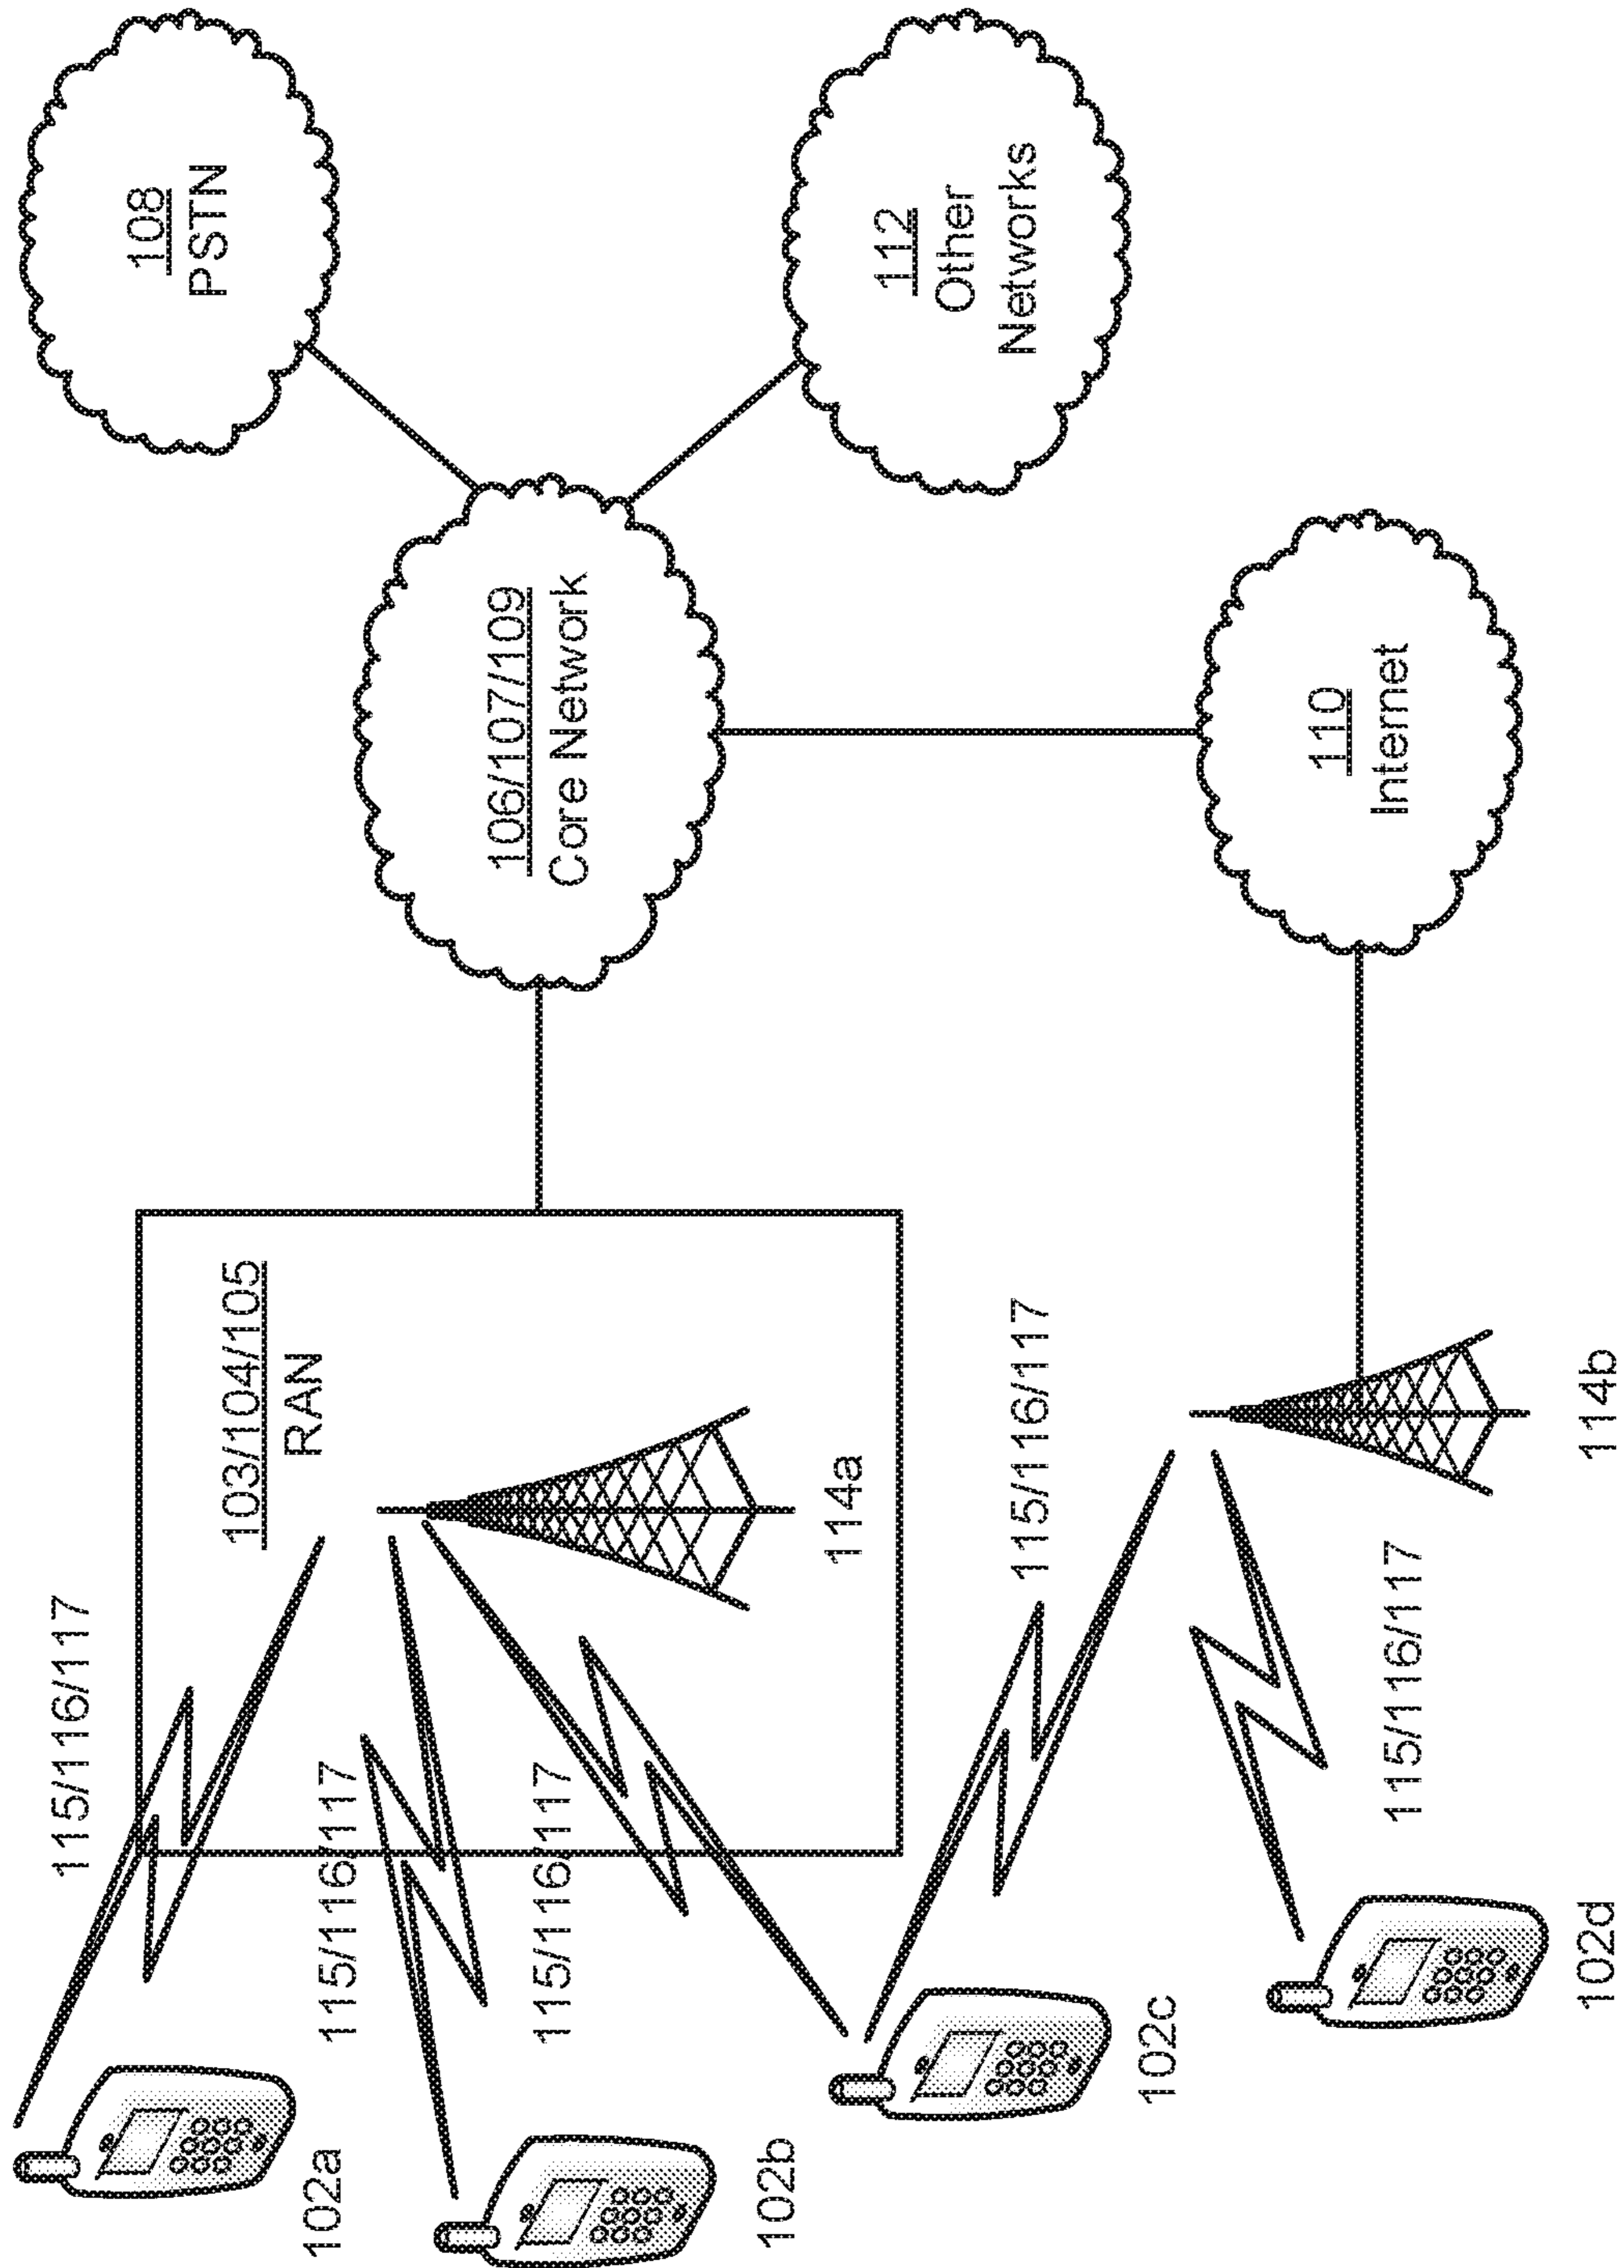 115/116/117
108
PSTN
103/104/105
RAN
102a
115/116/117
106/107/109
Core Network
115/116/117
102b
114a
112
Other
Networks
115/116/117
102c
110
Internet
115/116/117
102d
114b